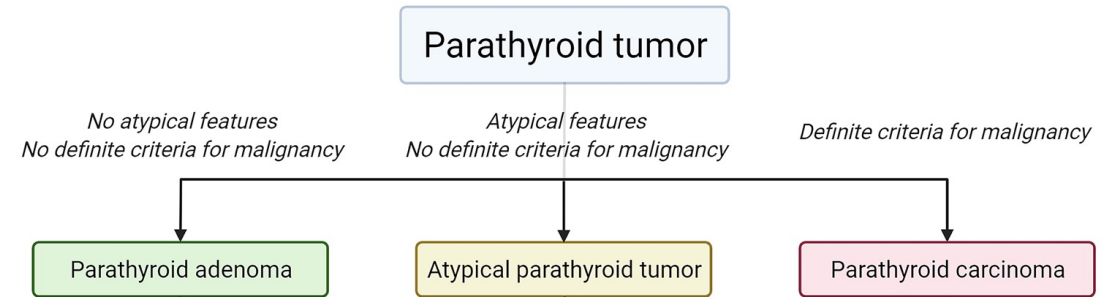 Parathyroid tumor
No atypical features
No definite criteria for malignancy
Atypical features
No definite criteria for malignancy
Definite criteria for malignancy
Parathyroid adenoma
Atypical parathyroid tumor
Parathyroid carcinoma